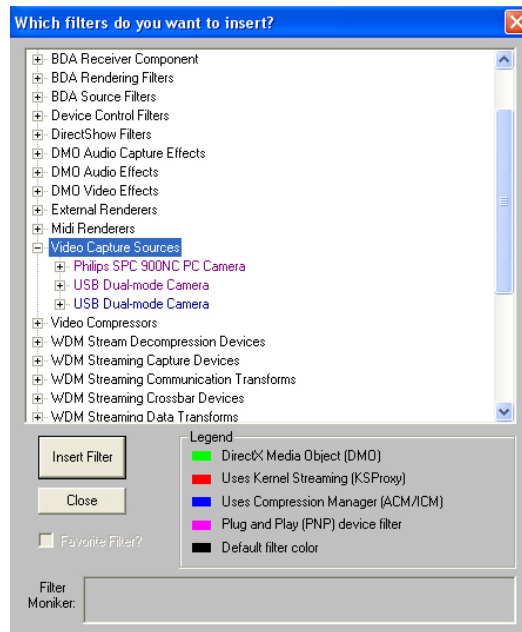 Which filters do you want to insert?
BDA Receiver Component
BDA Rendering Filters
BDA Source Filters
Device Control Filters
DirectShow Filters
DMO Audio Capture Effects
DMO Audio Effects
DMO Video Effects
External Renderers
Midi Renderers
Video Capture Sources
Philips SPC 900NC PC Camera
USB Dual-mode Camera
USB Dual-mode Camera
Video Compressors
WDM Stream Decompression Devices
WDM Streaming Capture Devices
WDM Streaming Communication Transforms
WDM Streaming Crossbar Devices
WDM Streaming Data Transforms
Insert Filter
Close
Favorite Filter?
Legend
DirectX Media Object (DMO)
Uses Kernel Streaming (KSProxy)
Uses Compression Manager (ACM/ICM)
Plug and Play (PNP) device filter
Default filter color
Filter
Moniker: